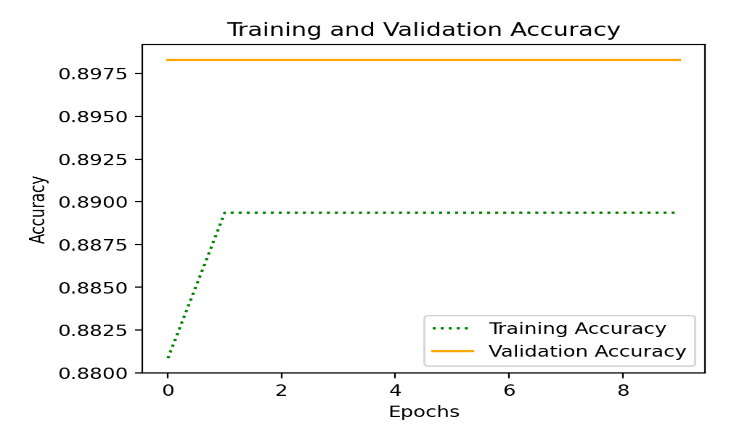 Training and Validation Accuracy
Accuracy
0.8975
0.8950
0.8925
0.8900
0.8875
0.8850
0.8825
0.8800
Training Accuracy
Validation Accuracy
0 2 4 6 8
Epochs